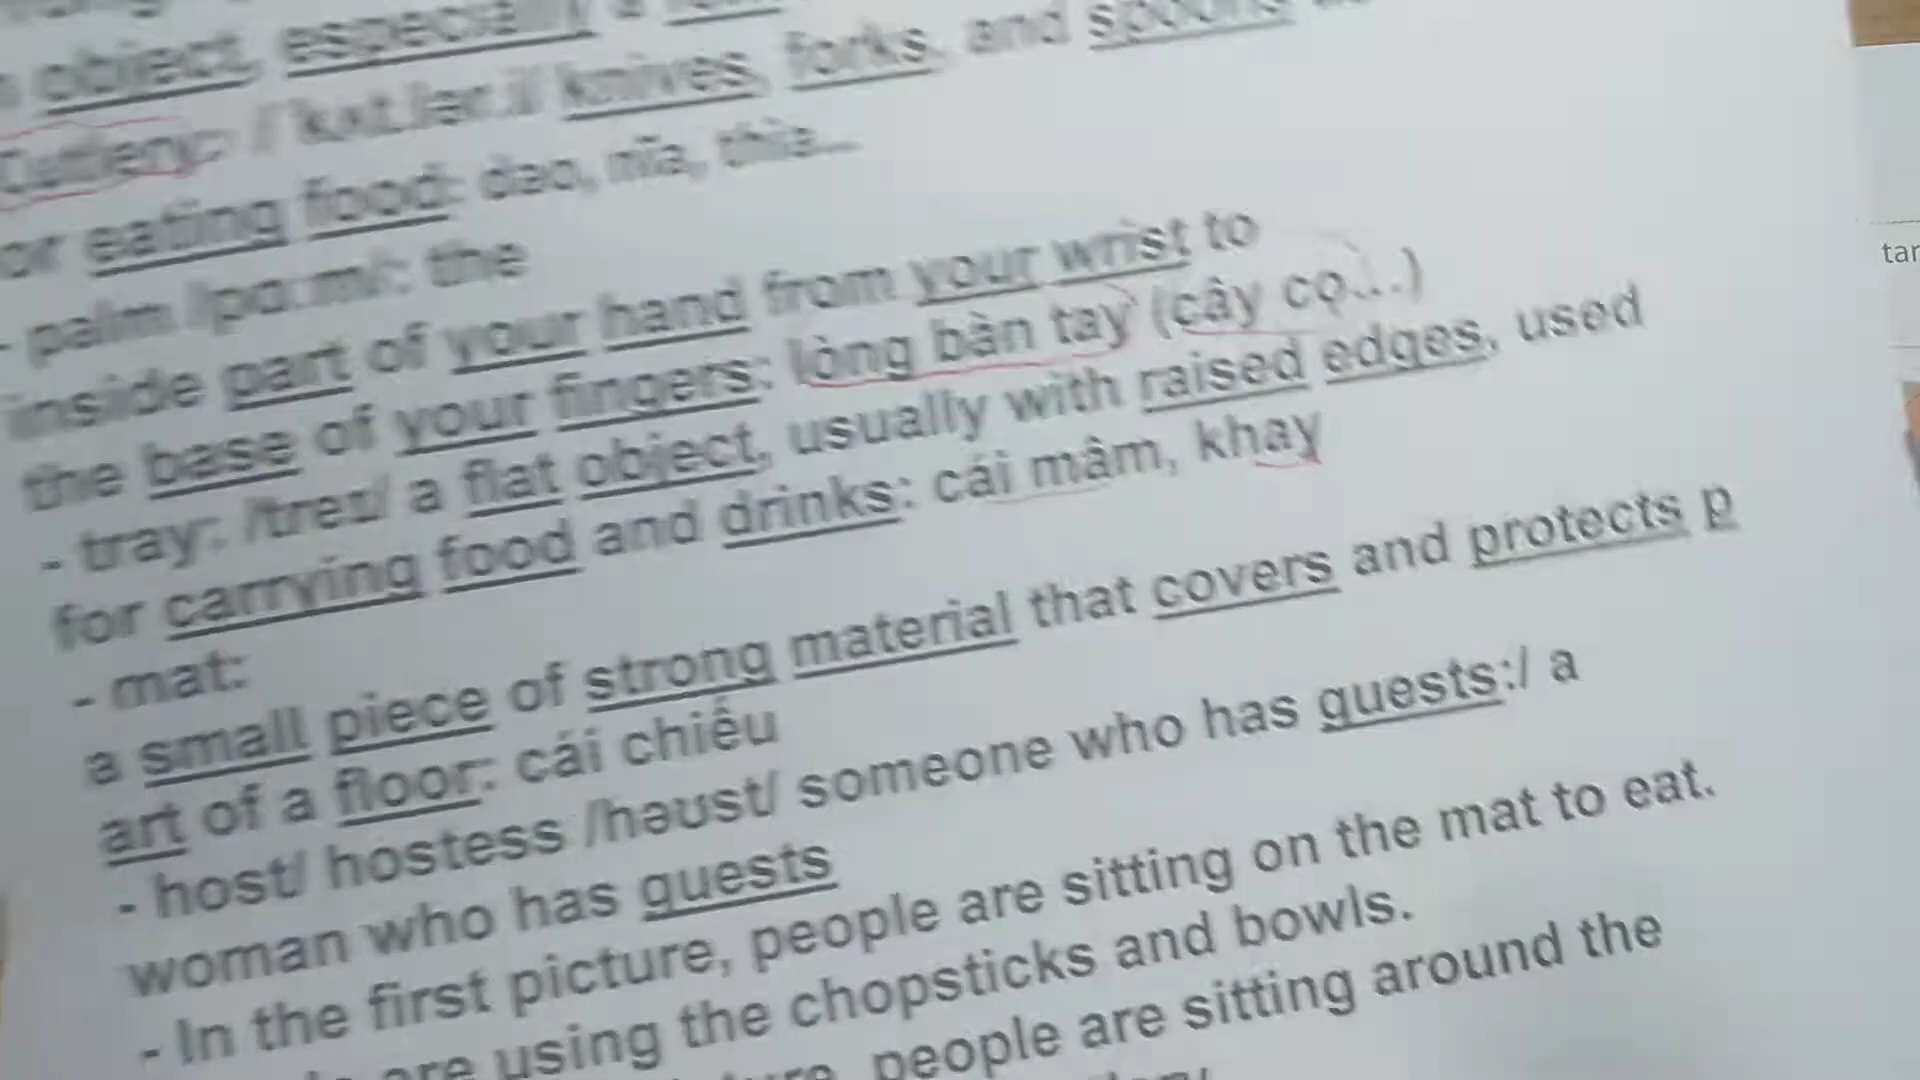 object, especially a
Cutlery: /ˈkʌt.lər.i/ knives, forks, and spoons
or eating food: dao, nĩa, thìa...
- palm /pɑːm/: the
inside part of your hand from your wrist to
the base of your fingers: lòng bàn tay (cây cọ...)
- tray: /treɪ/ a flat object, usually with raised edges, used
for carrying food and drinks: cái mâm, khay
- mat:
a small piece of strong material that covers and protects p
art of a floor: cái chiếu
- host/ hostess /həʊst/ someone who has guests:/ a
woman who has guests
- In the first picture, people are sitting on the mat to eat.
are using the chopsticks and bowls.
people are sitting around the
tar